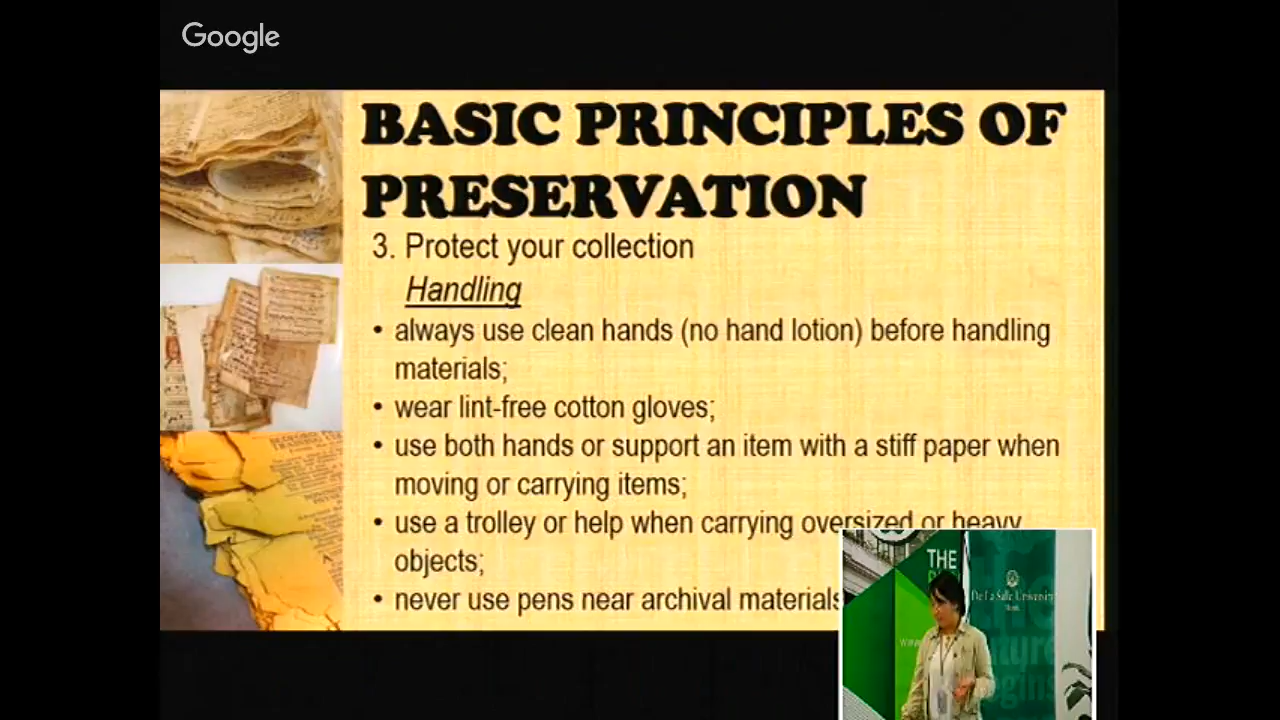 Google
BASIC PRINCIPLES OF
PRESERVATION
3. Protect your collection
Handling
• always use clean hands (no hand lotion) before handling
materials;
• wear lint-free cotton gloves;
• use both hands or support an item with a stiff paper when
moving or carrying items;
• use a trolley or help when carrying oversized or heavy
objects;
• never use pens near archival materials
THE
De La Salle University